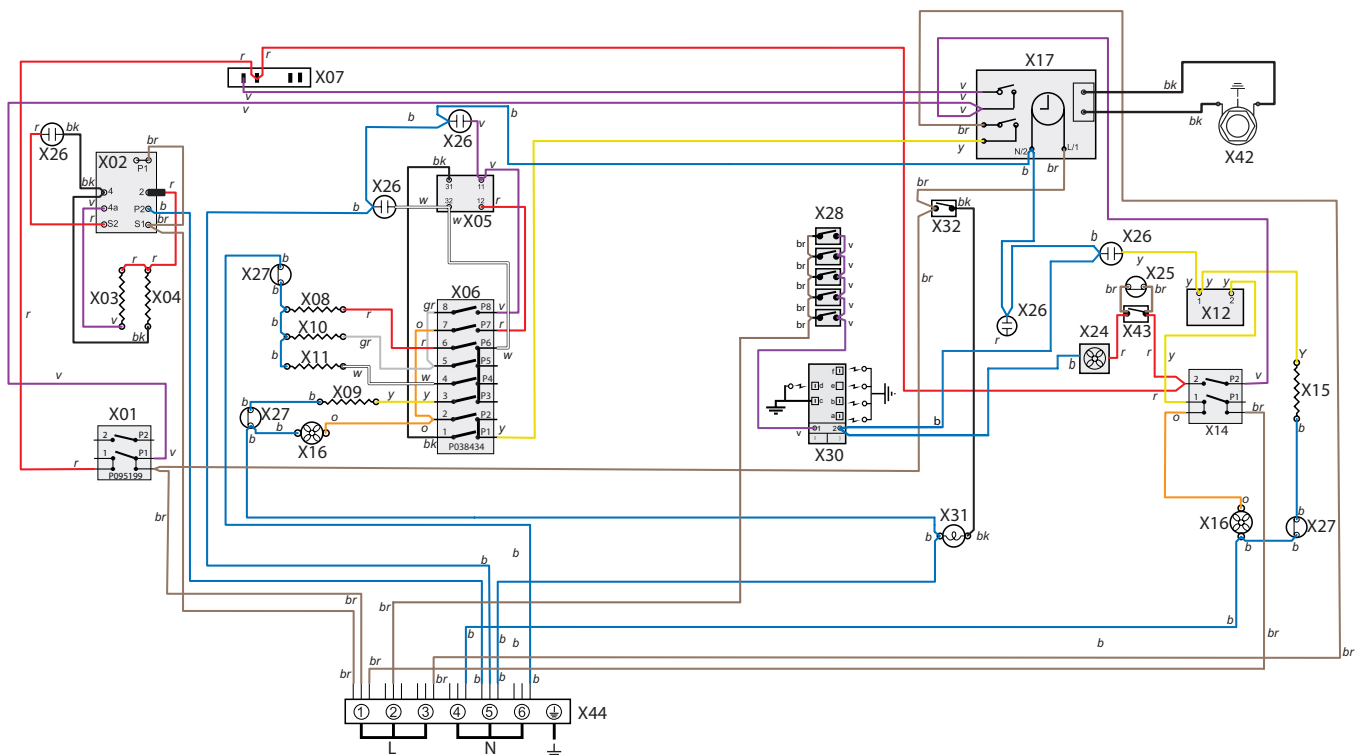 r r
X07
v
v
X17
v
v
v
br
y
N/2
L/1
b
br
bk
bk
X42
r bk
X26
br
X02
P1
bk 4 2 r
v 4a P2 b
r S2 S1 br
r r
X03 X04
v bk
b b
X26 v
bk v
31 11
32 12
w r
w X05
X26
b
b
X27
b
X08
r
b
X10
gr
b
X11
w
X09
b y y
X27
b b b
X16
o
X06
gr 8 P8 v
o 7 P7 r
r 6 P6 w
5 P5
w 4 P4
y 3 P3
2 P2
o 1 P1 y
bk P038434
X28
br v
br
br
br
br v
X32
bk
br
b X26
y
X26
r
X25
br br
X43
X24
b r r
y y y
1 2
X12
y
Y
X15
b
2 P2 v
r 1 P1 br
o X14
f
d e
c b
a
1 2
v
X30
b
X01
2 P2
1 P1 v
r P095199
r
v
br
X31
b bk
o
X16
b
b
X27
b
b
b
b
b
b
b
br
br
br
br
br
b
b
b
b
b
br
br
1 2 3 4 5 6
X44
L N